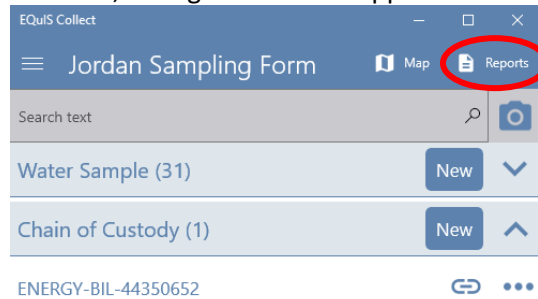 EQuIS Collect
Jordan Sampling Form Map Reports
Search text
Water Sample (31) New
Chain of Custody (1) New
ENERGY-BIL-44350652